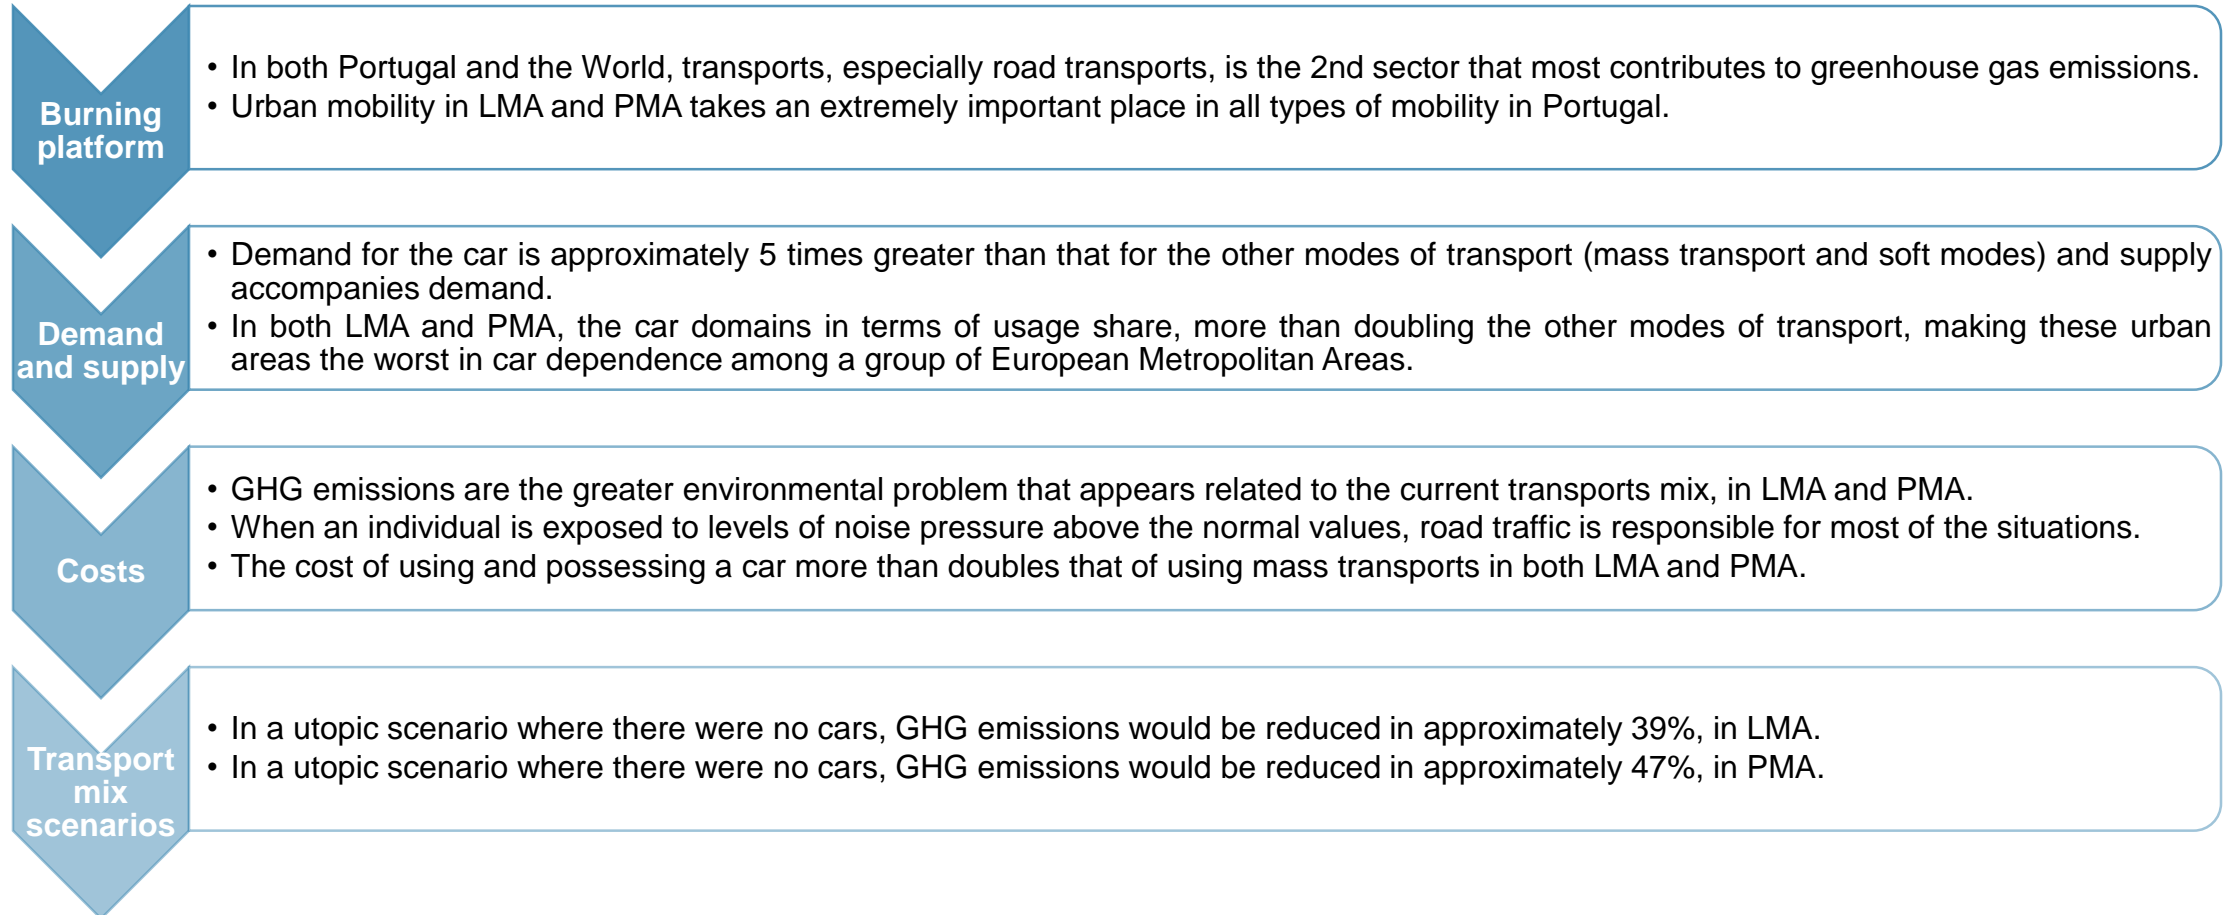 Burning
platform
• In both Portugal and the World, transports, especially road transports, is the 2nd sector that most contributes to greenhouse gas emissions.
• Urban mobility in LMA and PMA takes an extremely important place in all types of mobility in Portugal.
Demand
and supply
• Demand for the car is approximately 5 times greater than that for the other modes of transport (mass transport and soft modes) and supply
accompanies demand.
• In both LMA and PMA, the car domains in terms of usage share, more than doubling the other modes of transport, making these urban
areas the worst in car dependence among a group of European Metropolitan Areas.
Costs
• GHG emissions are the greater environmental problem that appears related to the current transports mix, in LMA and PMA.
• When an individual is exposed to levels of noise pressure above the normal values, road traffic is responsible for most of the situations.
• The cost of using and possessing a car more than doubles that of using mass transports in both LMA and PMA.
Transport
mix
scenarios
• In a utopic scenario where there were no cars, GHG emissions would be reduced in approximately 39%, in LMA.
• In a utopic scenario where there were no cars, GHG emissions would be reduced in approximately 47%, in PMA.